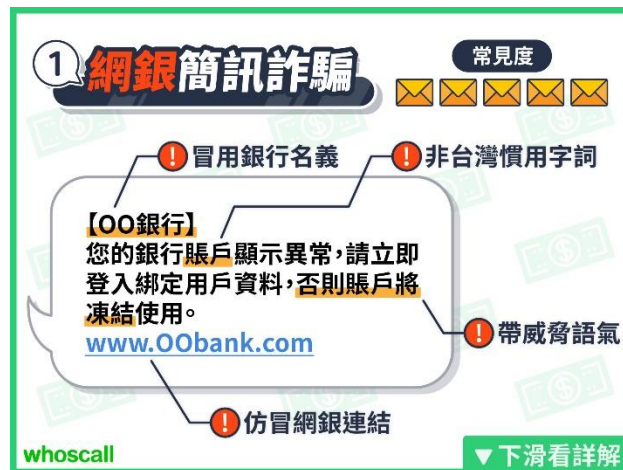 1 網銀簡訊詐騙
常見度
! 冒用銀行名義
! 非台灣慣用字詞
【OO銀行】
您的銀行賬戶顯示異常,請立即
登入綁定用戶資料,否則賬戶將
凍結使用。
www.OObank.com
! 帶威脅語氣
! 仿冒網銀連結
whoscall
▼下滑看詳解